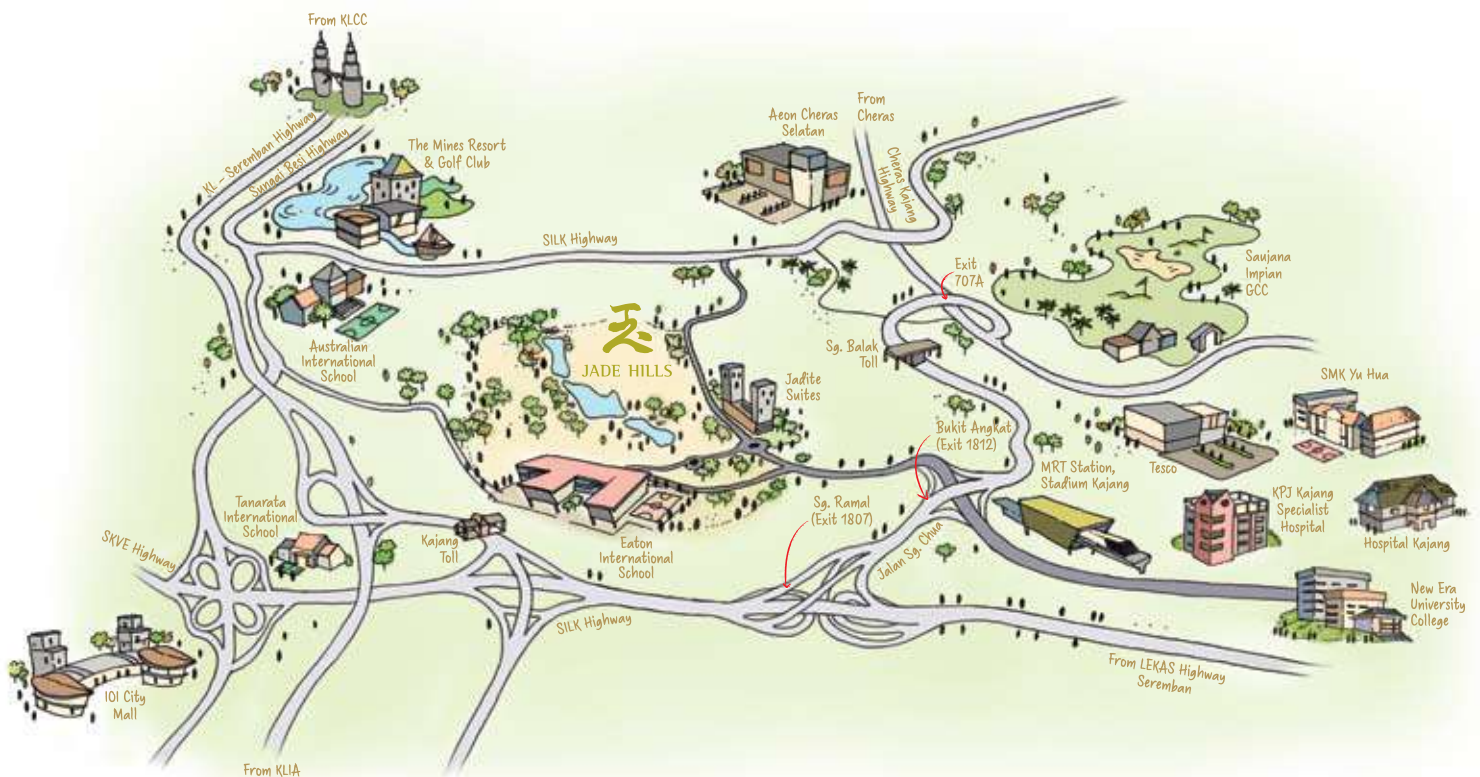 From KLCC
KL – Seremban Highway
Sungai Besi Highway
The Mines Resort
& Golf Club
Aeon Cheras
Selatan
From
Cheras
Cheras Kajang
Highway
SILK Highway
Exit
707A
Saujana
Impian
GCC
Australian
International
School
玉
JADE HILLS
Sg. Balak
Toll
Jadite
Suites
SMK Yu Hua
Bukit Angkat
(Exit 1812)
Tesco
MRT Station,
Stadium Kajang
KPJ Kajang
Specialist
Hospital
Hospital Kajang
Tanarata
International
School
Sg. Ramal
(Exit 1807)
SKVE Highway
Kajang
Toll
Eaton
International
School
Jalan Sg. Chua
New Era
University
College
SILK Highway
From LEKAS Highway
Seremban
IOI City
Mall
From KLIA